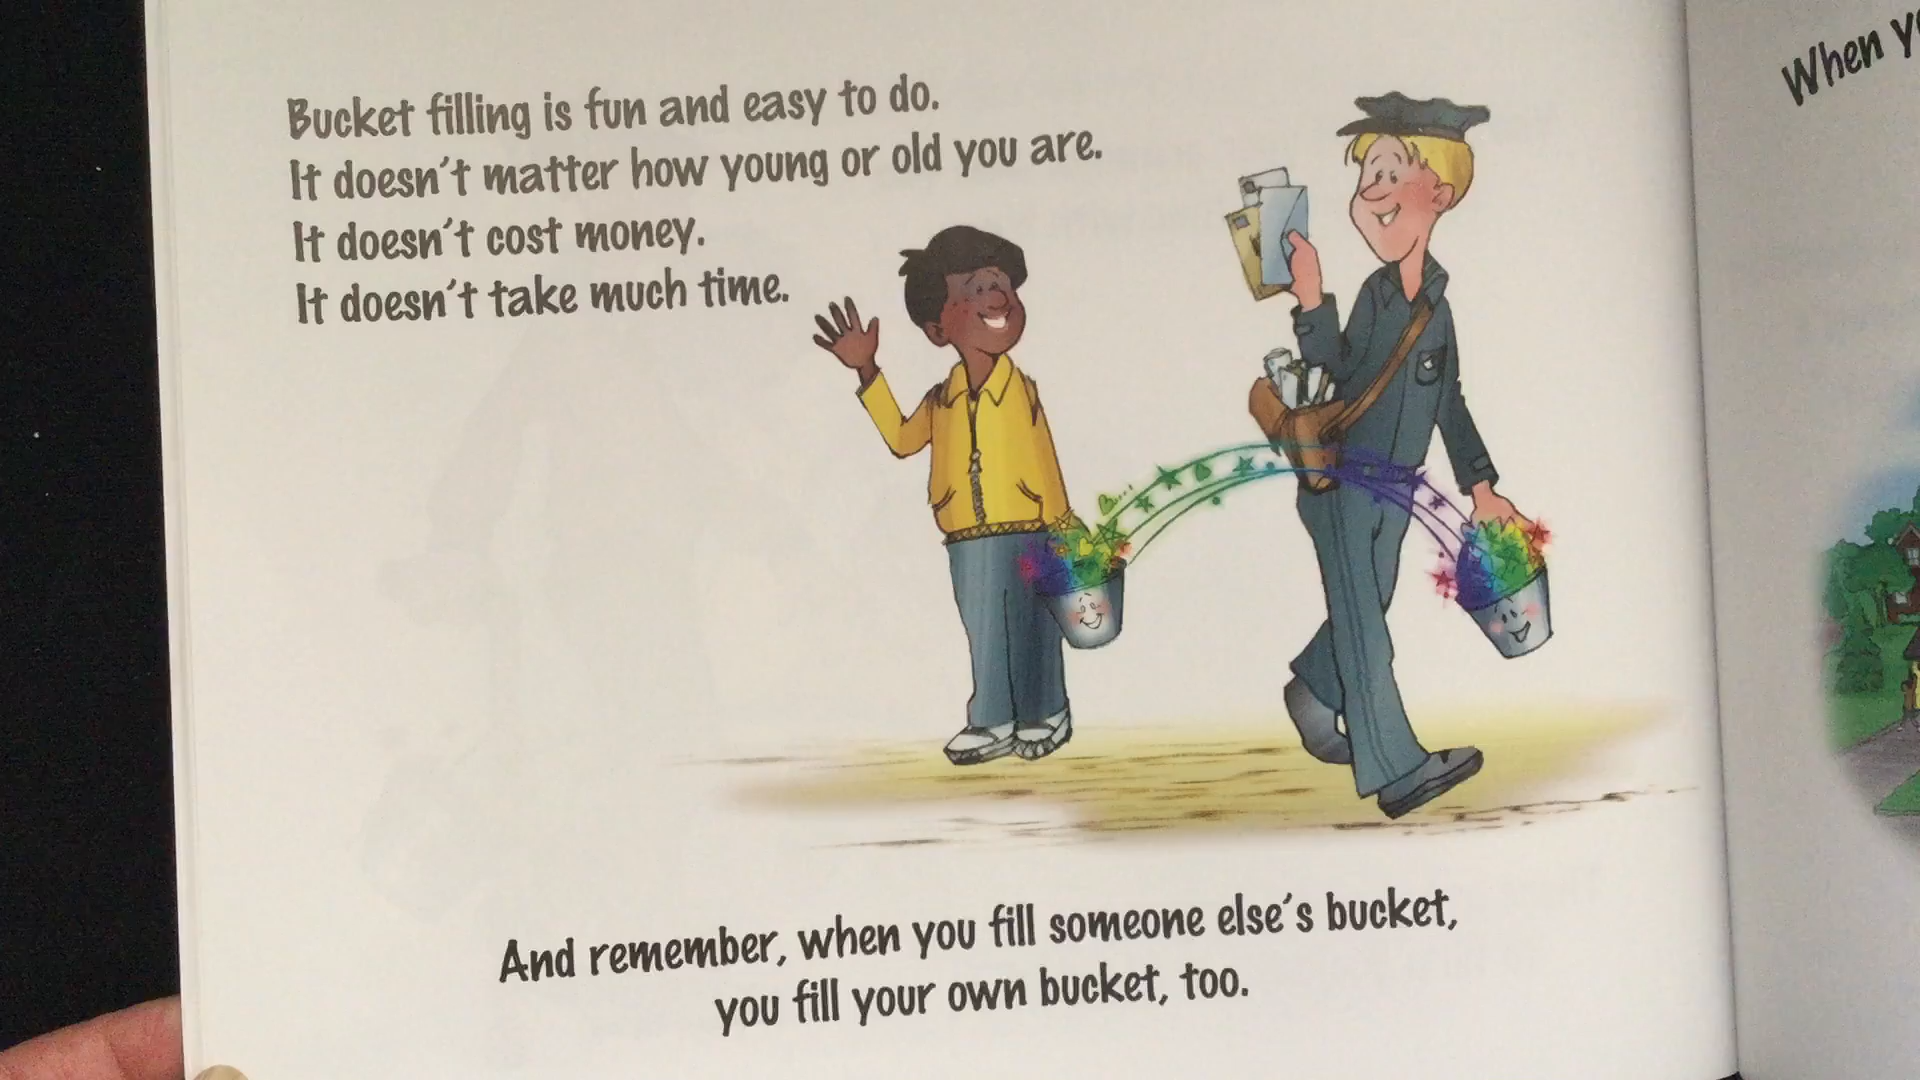 Bucket filling is fun and easy to do.
It doesn't matter how young or old you are.
It doesn't cost money.
It doesn't take much time.
And remember, when you fill someone else's bucket,
you fill your own bucket, too.
When